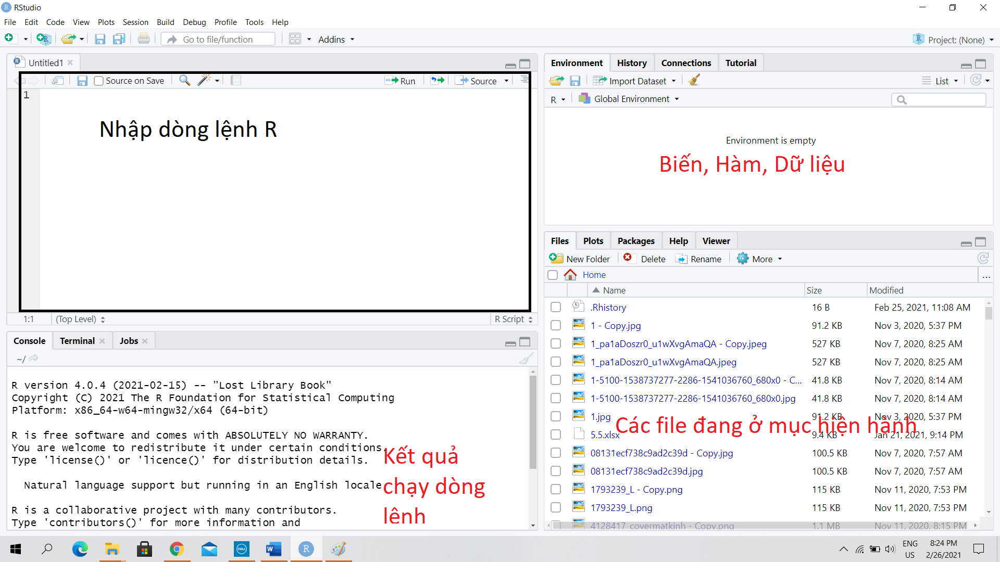 RStudio
File Edit Code View Plots Session Build Debug Profile Tools Help
Go to file/function Addins Project: (None)
Untitled1
Source on Save Run Source
1
Nhập dòng lệnh R
1:1 (Top Level) R Script
Console Terminal Jobs
~/
R version 4.0.4 (2021-02-15) -- "Lost Library Book"
Copyright (C) 2021 The R Foundation for Statistical Computing
Platform: x86_64-w64-mingw32/x64 (64-bit)
R is free software and comes with ABSOLUTELY NO WARRANTY.
You are welcome to redistribute it under certain conditions.
Type 'license()' or 'licence()' for distribution details.
Natural language support but running in an English locale
R is a collaborative project with many contributors.
Type 'contributors()' for more information and
Kết quả
chạy dòng
lệnh
Environment History Connections Tutorial
Import Dataset List
R Global Environment
Environment is empty
Biến, Hàm, Dữ liệu
Files Plots Packages Help Viewer
New Folder Delete Rename More
Home ...
Name Size Modified
.Rhistory 16 B Feb 25, 2021, 11:08 AM
1 - Copy.jpg 91.2 KB Nov 3, 2020, 5:37 PM
1_pa1aDoszr0_u1wXvgAmaQA - Copy.jpeg 527 KB Nov 7, 2020, 8:25 AM
1_pa1aDoszr0_u1wXvgAmaQA.jpeg 527 KB Nov 7, 2020, 8:25 AM
1-5100-1538737277-2286-1541036760_680x0 - C... 41.8 KB Nov 7, 2020, 8:14 AM
1-5100-1538737277-2286-1541036760_680x0.jpg 41.8 KB Nov 7, 2020, 8:14 AM
1.jpg 91.2 KB Nov 3, 2020, 5:37 PM
Các file đang ở mục hiện hành
5.5.xlsx 9.4 KB Jan 21, 2021, 9:14 PM
08131ecf738c9ad2c39d - Copy.jpg 100.5 KB Nov 7, 2020, 7:57 AM
08131ecf738c9ad2c39d.jpg 100.5 KB Nov 7, 2020, 7:57 AM
1793239_L - Copy.png 115 KB Nov 11, 2020, 7:53 PM
1793239_L.png 115 KB Nov 11, 2020, 7:53 PM
4128417_covermatkinh - Copy.png 1.1 MB Nov 11, 2020, 8:15 PM
ENG 8:24 PM
US 2/26/2021